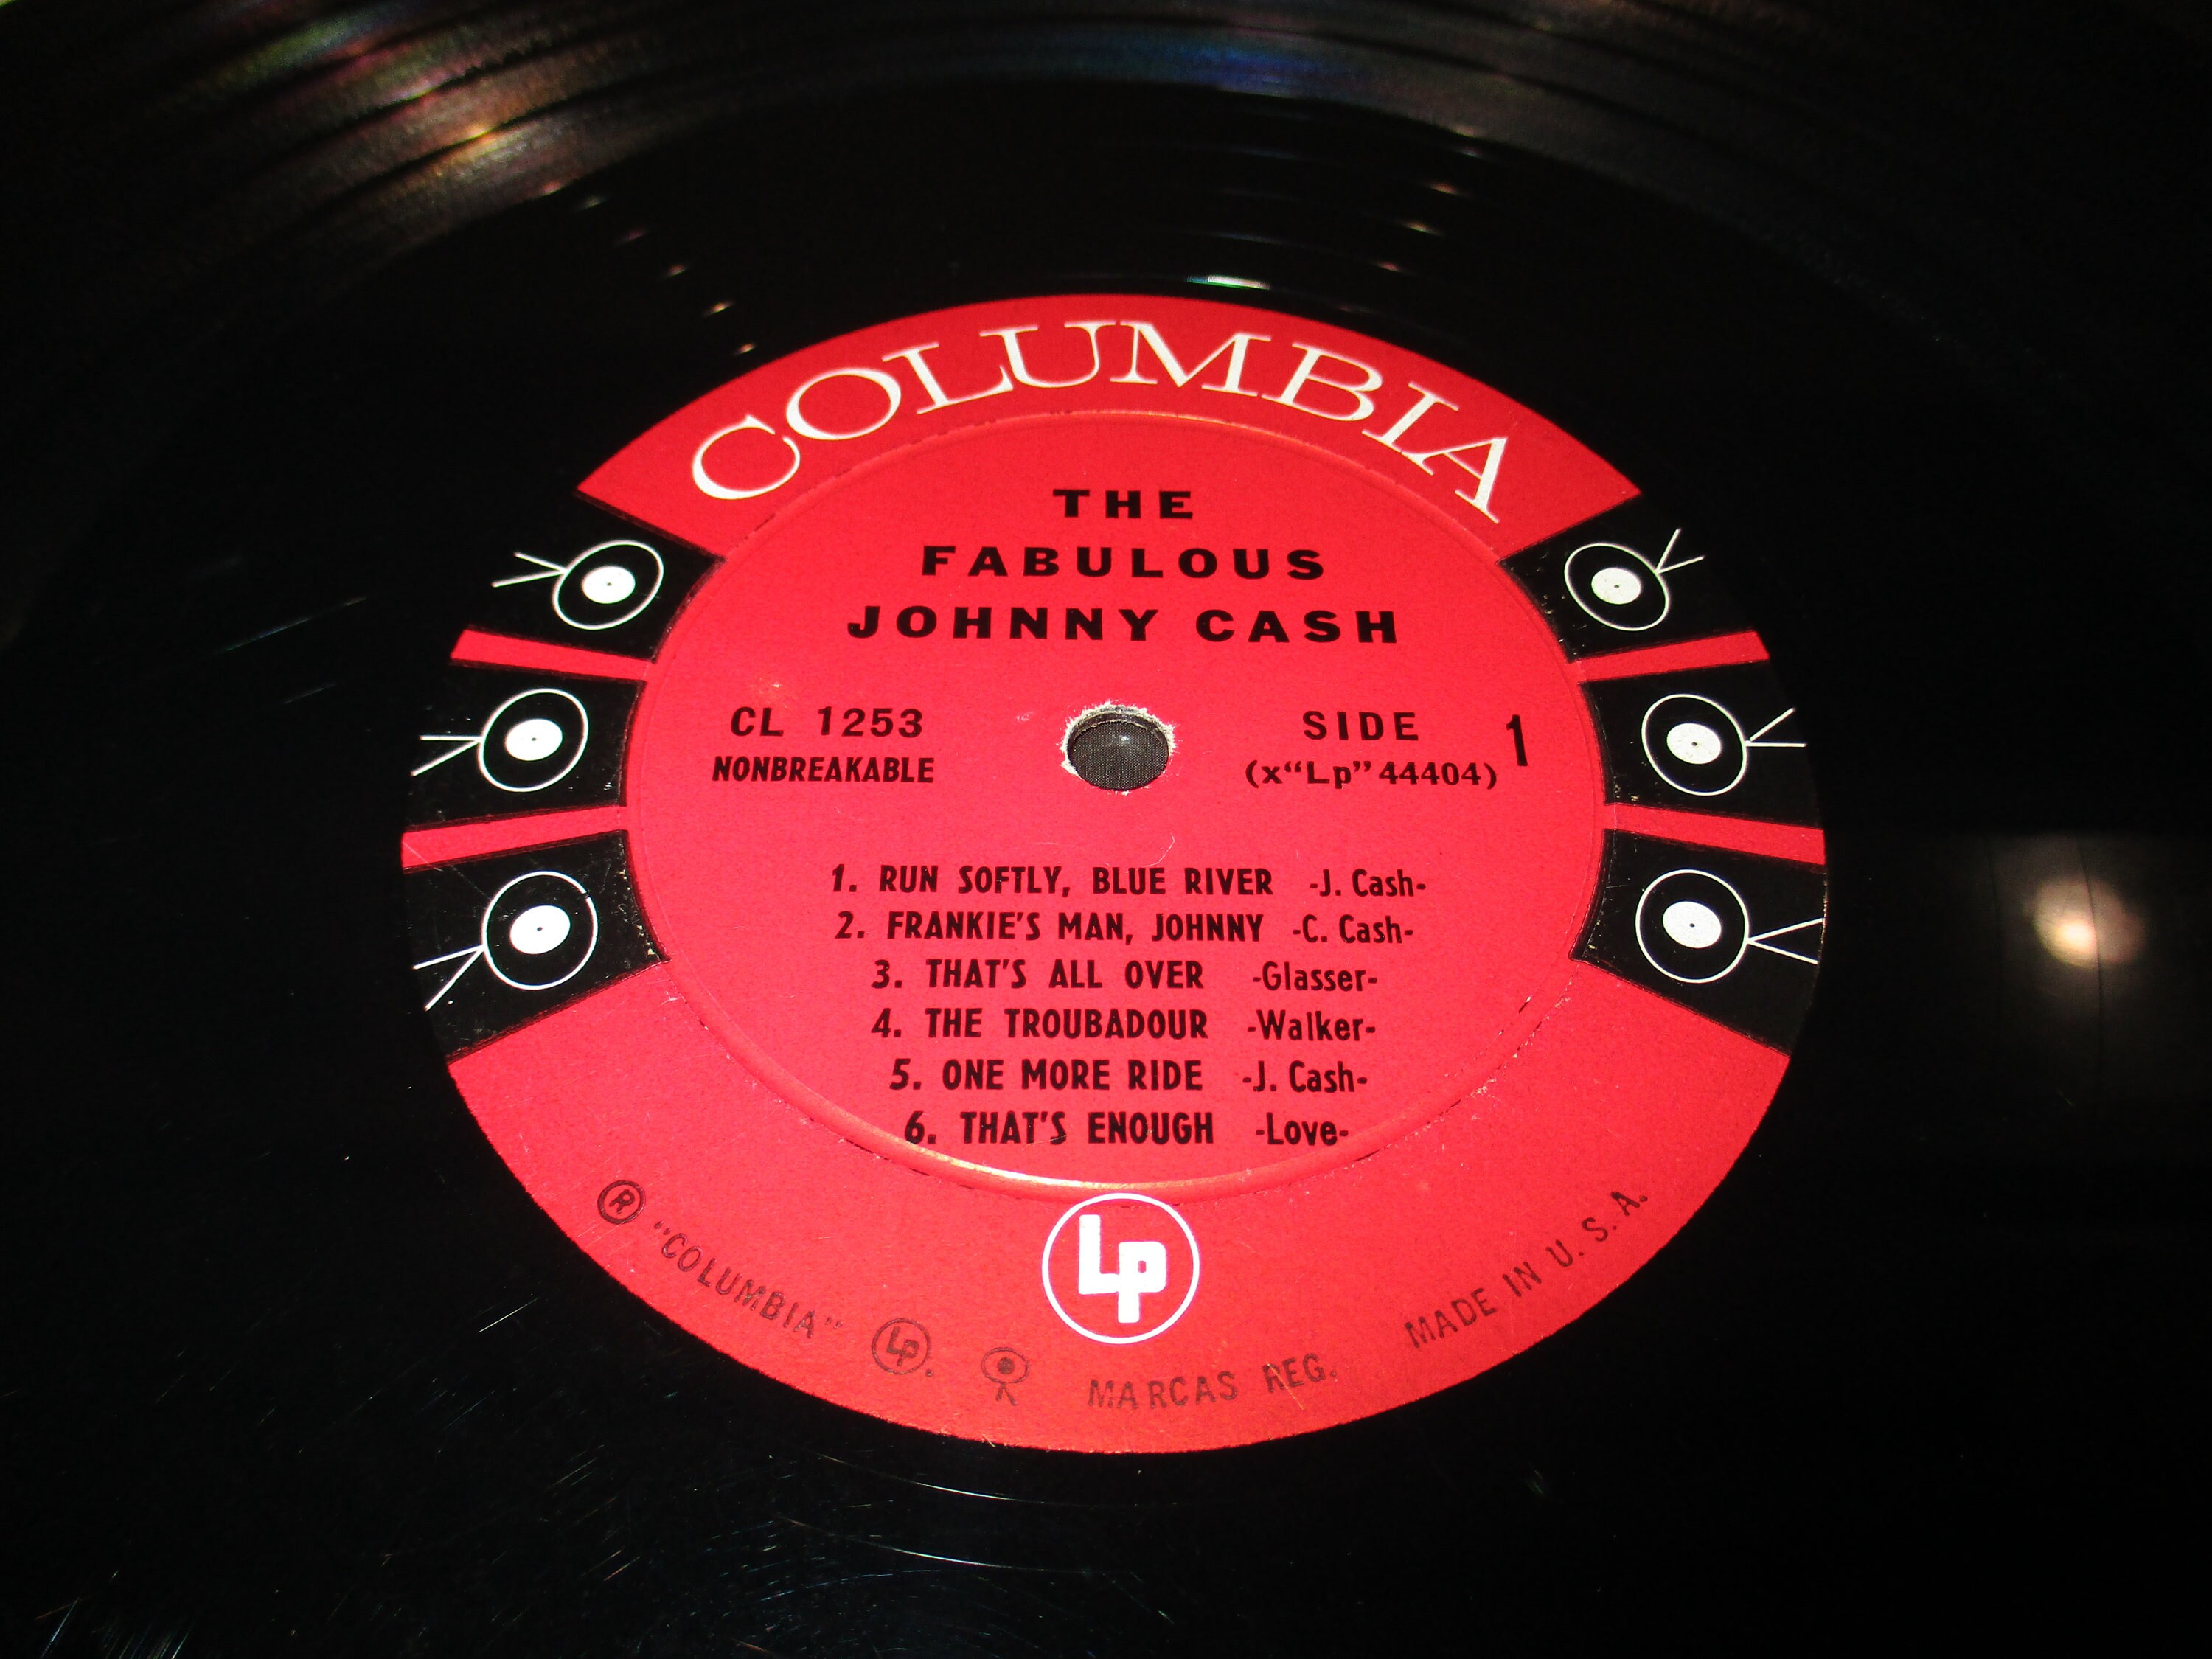 COLUMBIA
THE
FABULOUS
JOHNNY CASH
CL 1253
NONBREAKABLE
SIDE 1
(x“Lp” 44404)
1. RUN SOFTLY, BLUE RIVER -J. Cash-
2. FRANKIE'S MAN, JOHNNY -C. Cash-
3. THAT'S ALL OVER -Glasser-
4. THE TROUBADOUR -Walker-
5. ONE MORE RIDE -J. Cash-
6. THAT'S ENOUGH -Love-
Lp
® “COLUMBIA” Lp. MARCAS REG. MADE IN U. S. A.